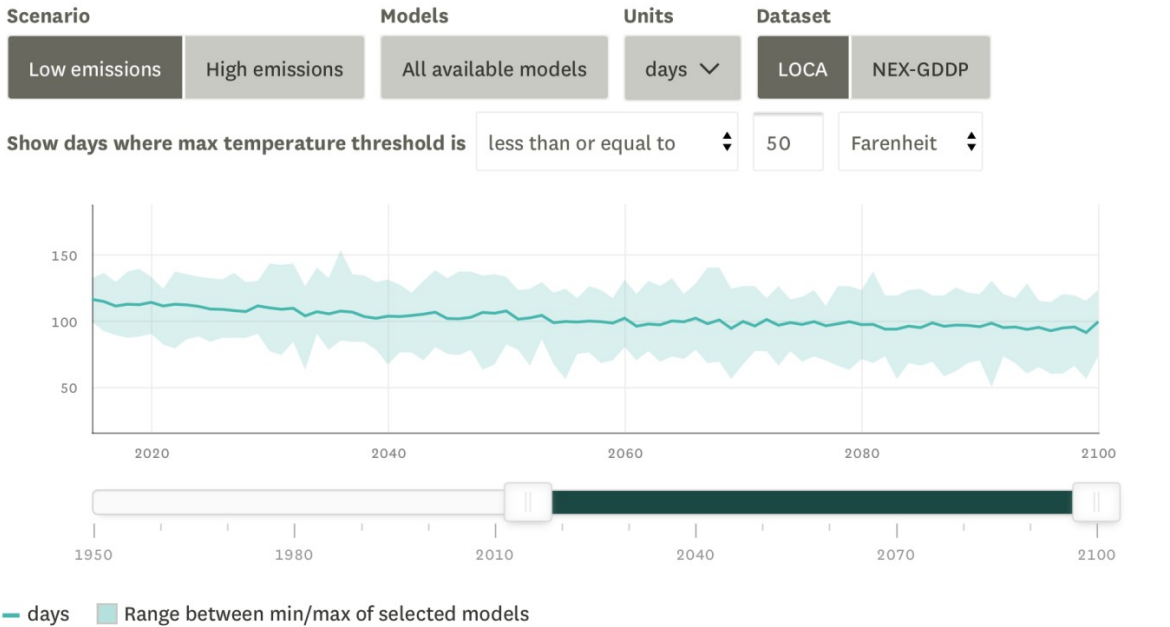 Scenario Models Units Dataset
Low emissions High emissions All available models days LOCA NEX-GDDP
Show days where max temperature threshold is less than or equal to 50 Farenheit
150
100
50
2020 2040 2060 2080 2100
1950 1980 2010 2040 2070 2100
days Range between min/max of selected models